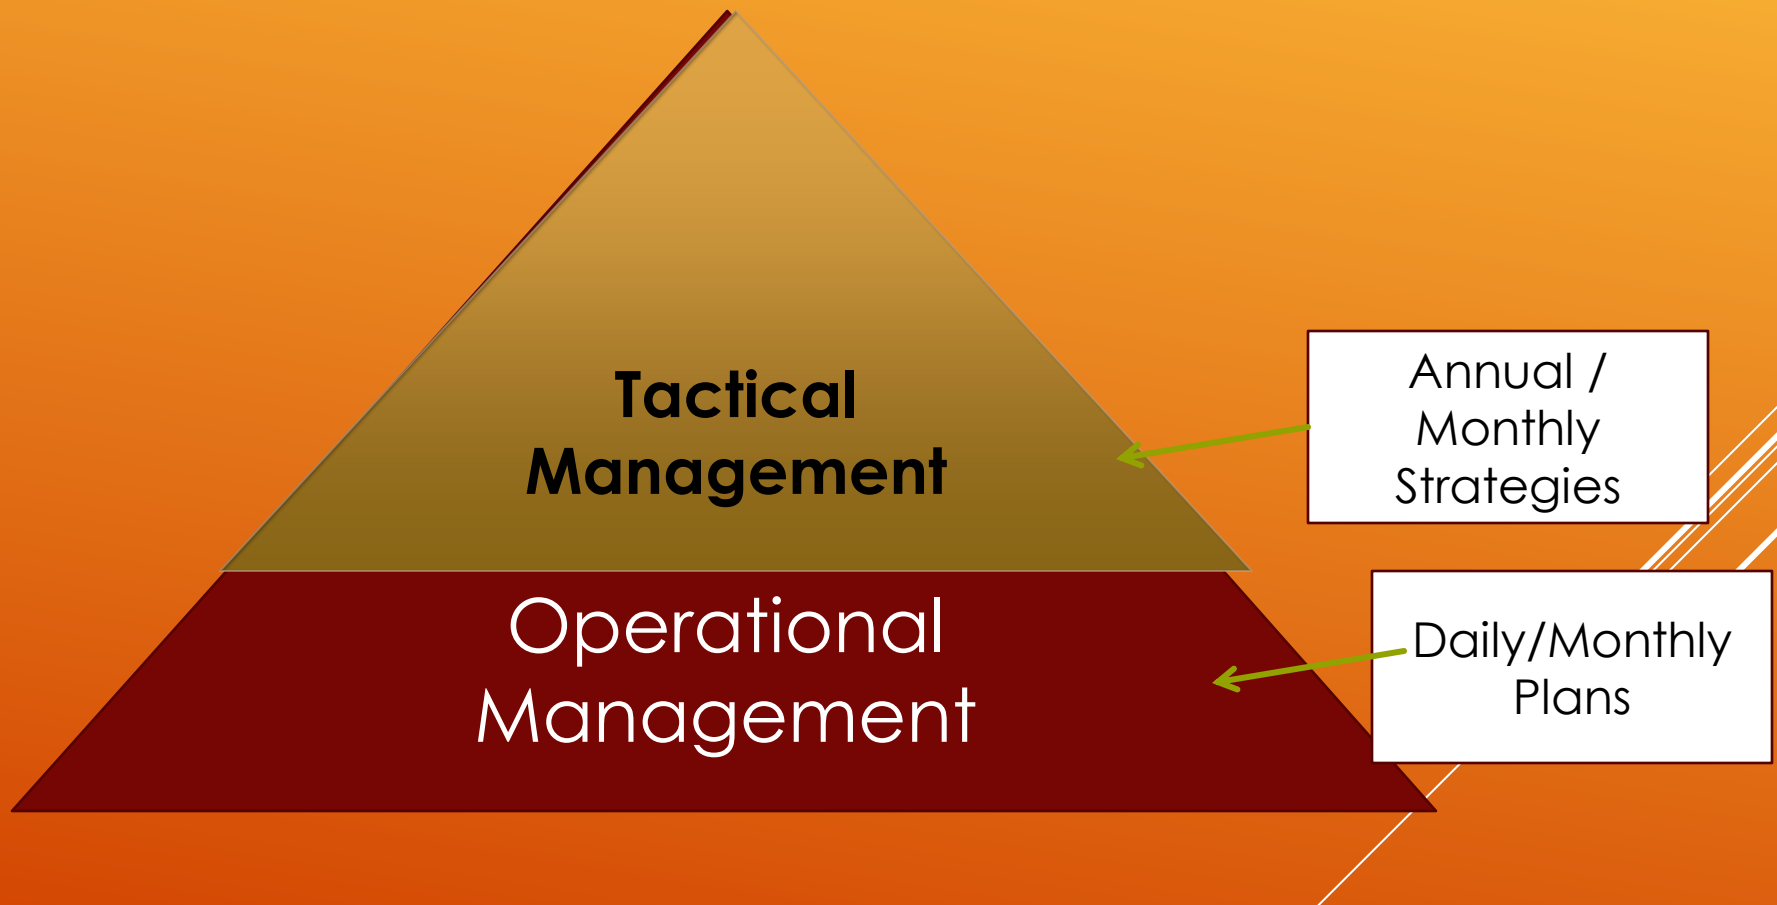 Tactical
Management
Annual /
Monthly
Strategies
Operational
Management
Daily/Monthly
Plans